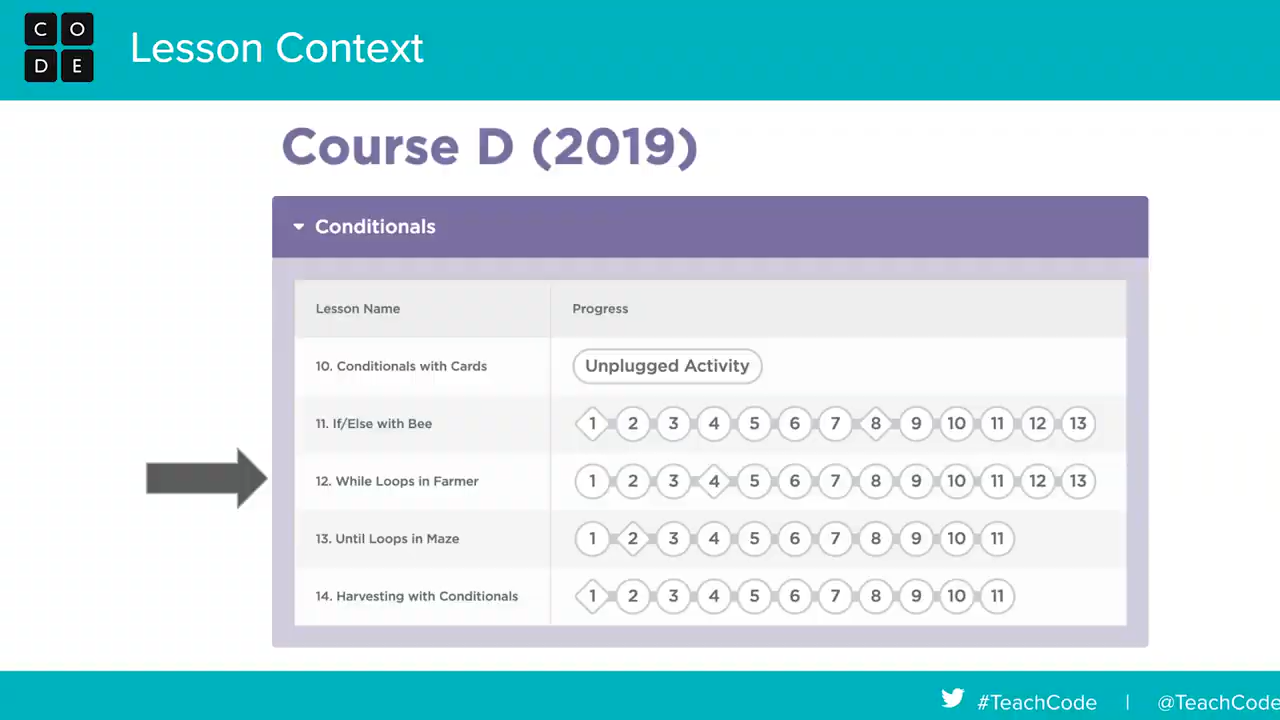 C O
D E
Lesson Context
Course D (2019)
Conditionals
Lesson Name Progress
10. Conditionals with Cards Unplugged Activity
11. If/Else with Bee 1 2 3 4 5 6 7 8 9 10 11 12 13
12. While Loops in Farmer 1 2 3 4 5 6 7 8 9 10 11 12 13
13. Until Loops in Maze 1 2 3 4 5 6 7 8 9 10 11
14. Harvesting with Conditionals 1 2 3 4 5 6 7 8 9 10 11
#TeachCode | @TeachCode